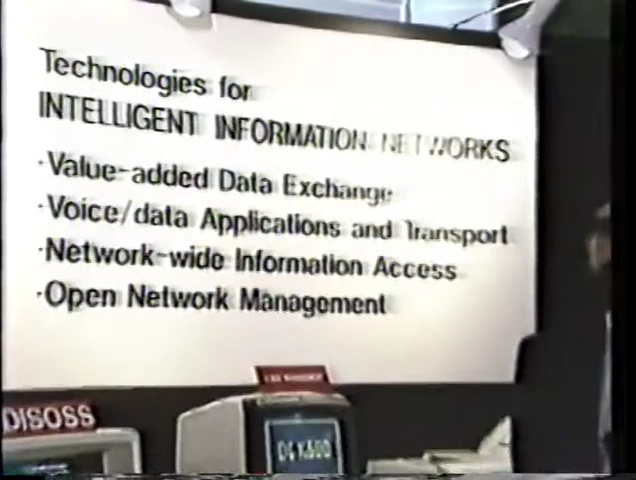 Technologies for
INTELLIGENT INFORMATION NETWORKS
·Value-added Data Exchange
·Voice/data Applications and Transport
·Network-wide Information Access
·Open Network Management
DISOSS